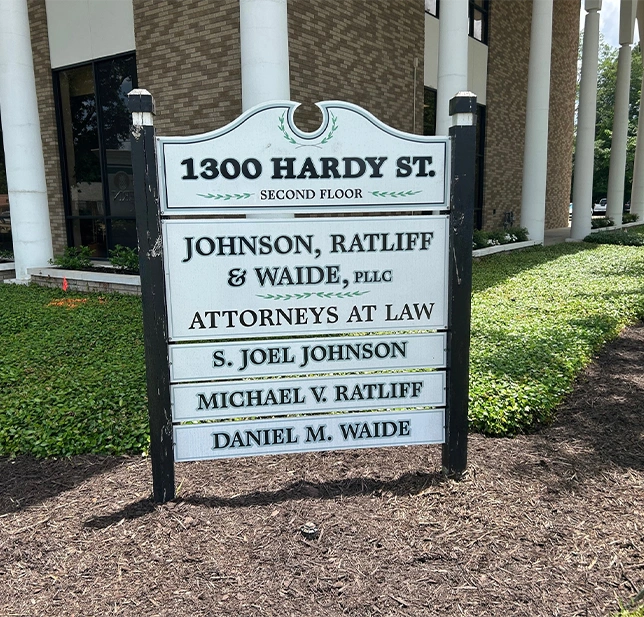 1300 HARDY ST.
SECOND FLOOR
JOHNSON, RATLIFF
& WAIDE, PLLC
ATTORNEYS AT LAW
S. JOEL JOHNSON
MICHAEL V. RATLIFF
DANIEL M. WAIDE